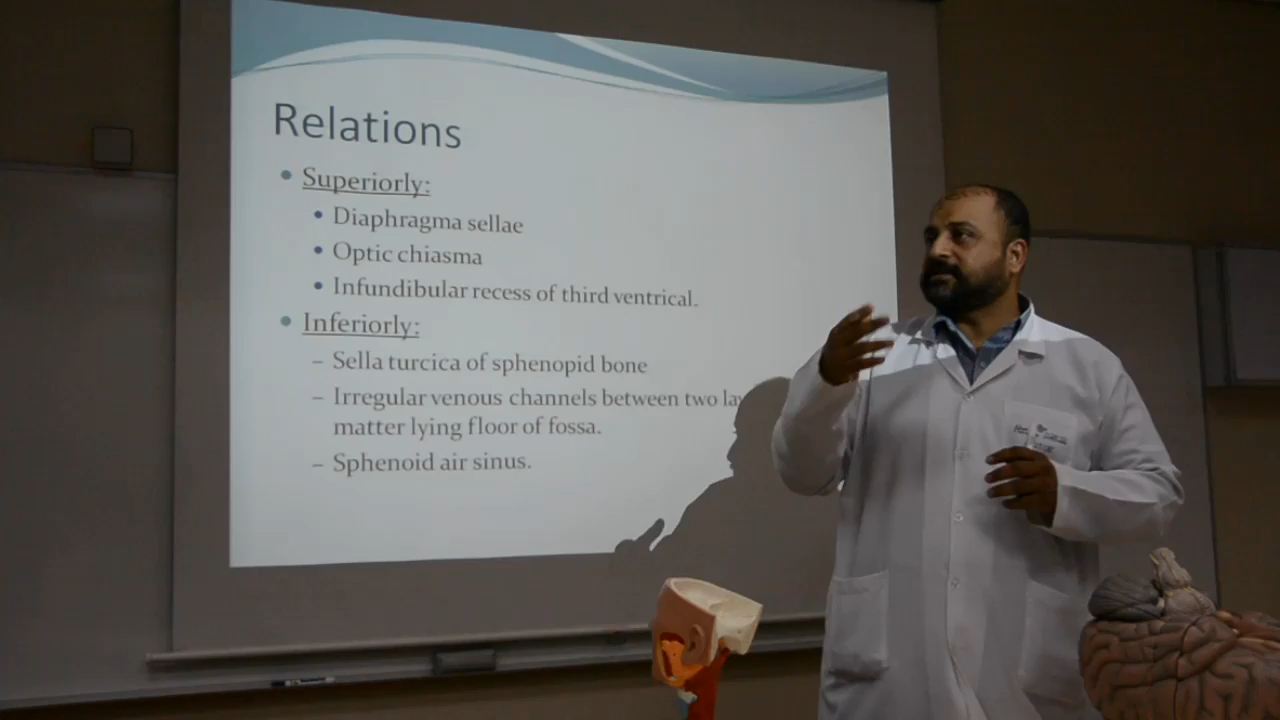 Relations
Superiorly:
Diaphragma sellae
Optic chiasma
Infundibular recess of third ventrical.
Inferiorly:
Sella turcica of sphenopid bone
Irregular venous channels between two
matter lying floor of fossa.
Sphenoid air sinus.